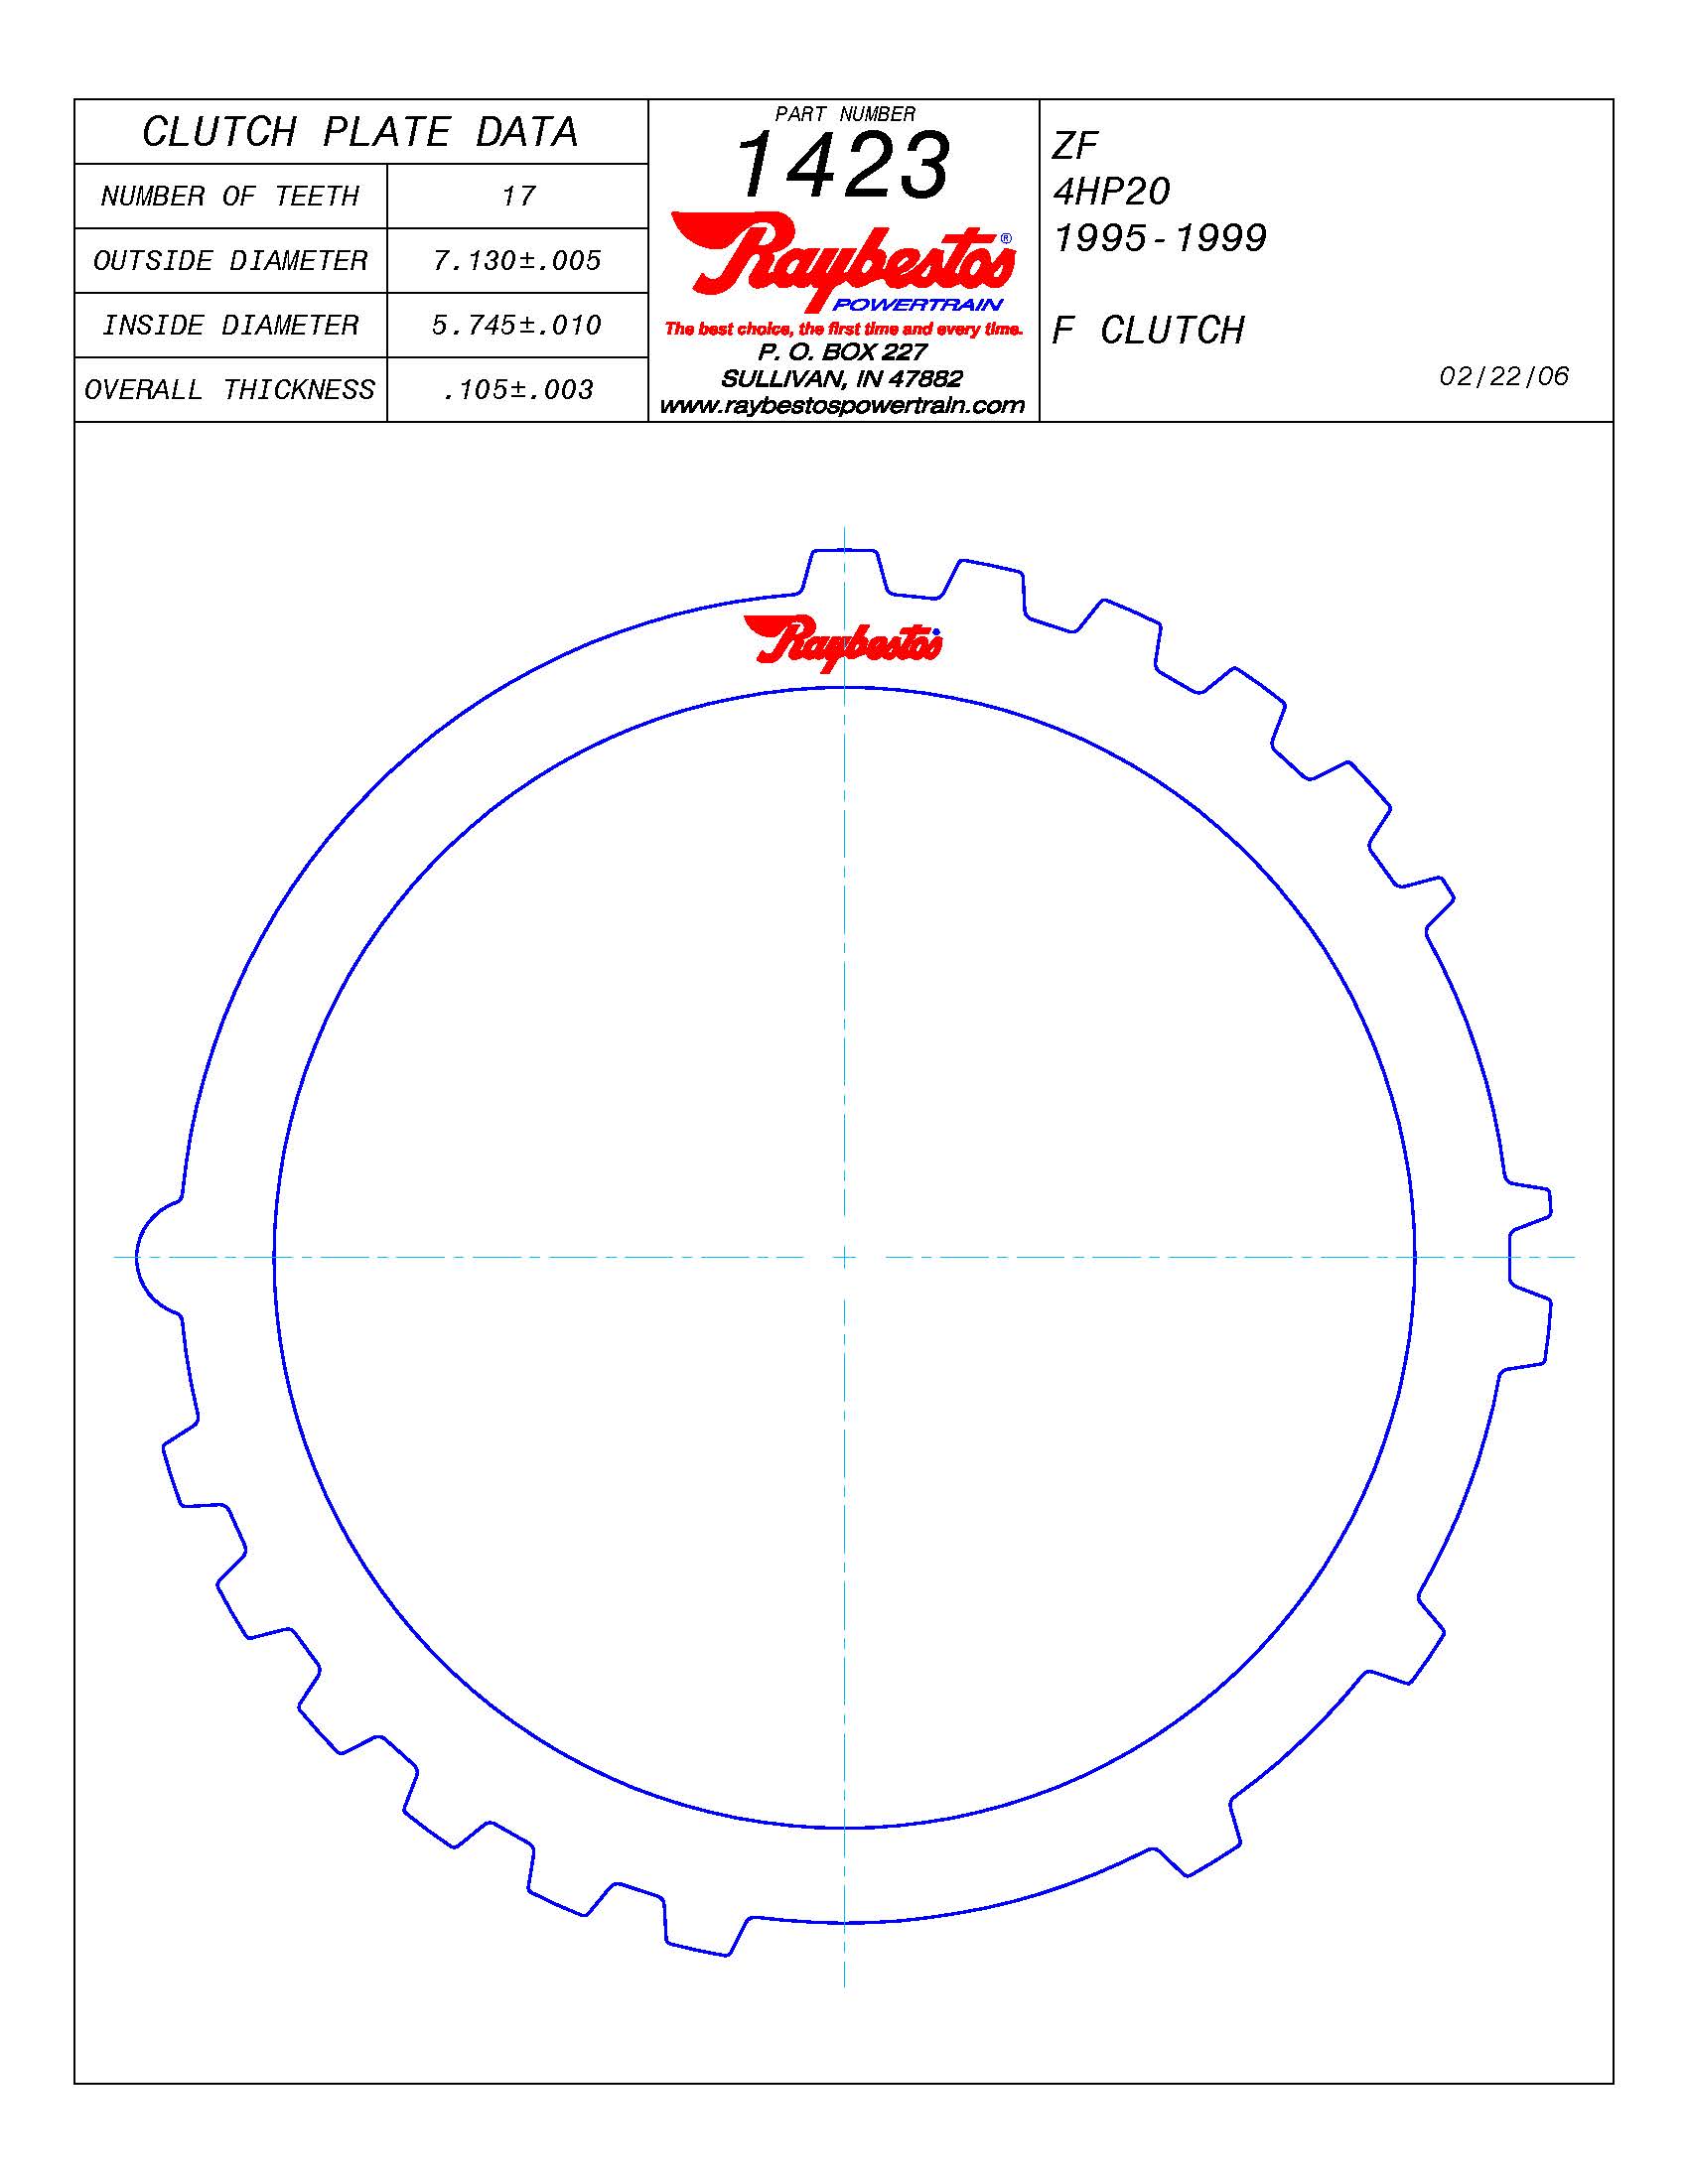 CLUTCH PLATE DATA
NUMBER OF TEETH 17
OUTSIDE DIAMETER 7.130±.005
INSIDE DIAMETER 5.745±.010
OVERALL THICKNESS .105±.003
PART NUMBER
1423
Raybestos®
POWERTRAIN
The best choice, the first time and every time.
P. O. BOX 227
SULLIVAN, IN 47882
www.raybestospowertrain.com
ZF
4HP20
1995-1999
F CLUTCH
02/22/06
Raybestos